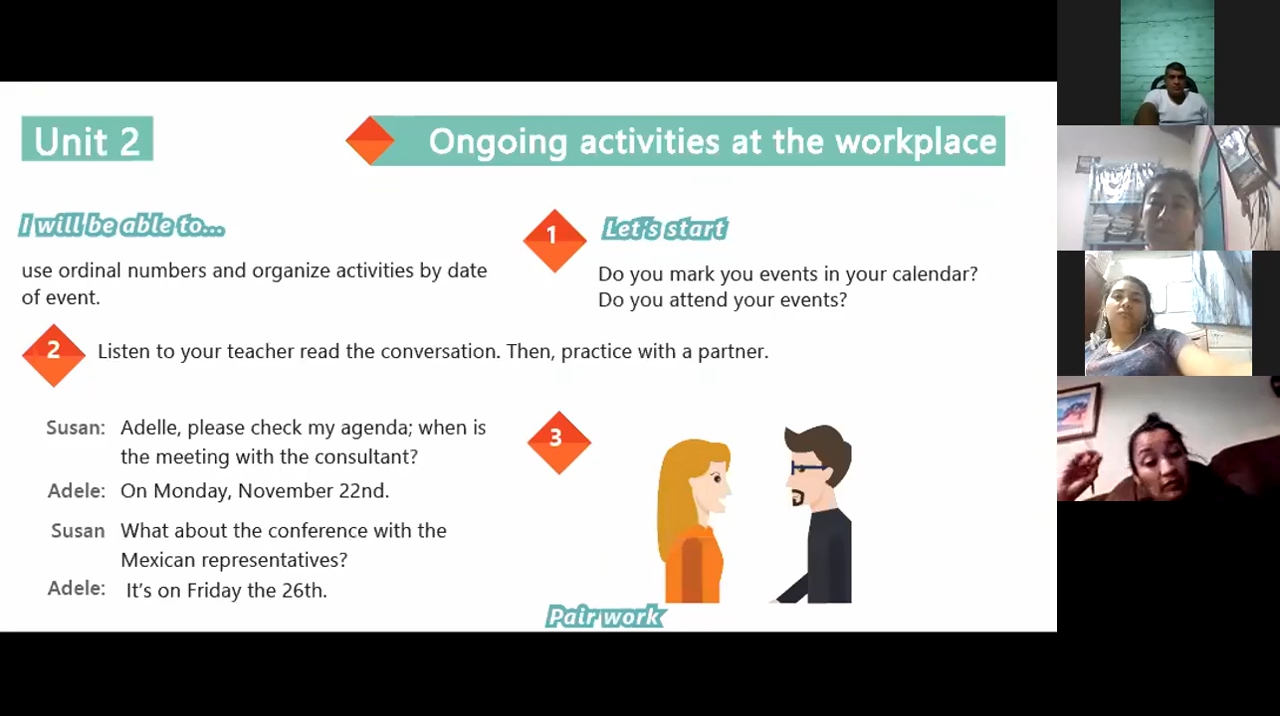 Unit 2
Ongoing activities at the workplace
I will be able to...
use ordinal numbers and organize activities by date
of event.
1
Let's start
Do you mark you events in your calendar?
Do you attend your events?
2
Listen to your teacher read the conversation. Then, practice with a partner.
Susan: Adelle, please check my agenda; when is
the meeting with the consultant?
Adele: On Monday, November 22nd.
Susan What about the conference with the
Mexican representatives?
Adele: It's on Friday the 26th.
3
Pair work